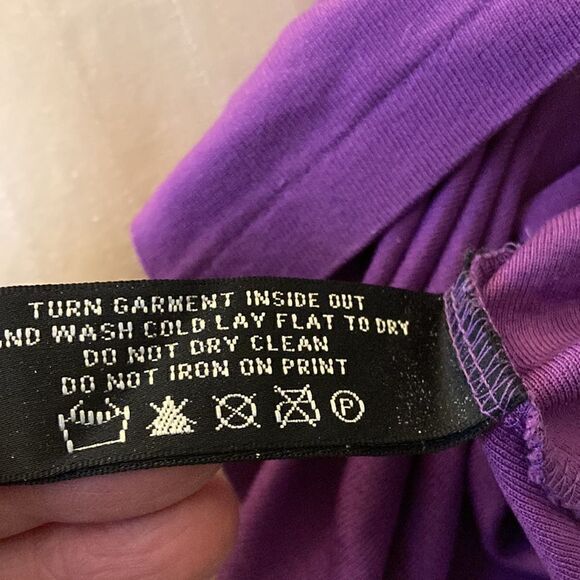 TURN GARMENT INSIDE OUT
ND WASH COLD LAY FLAT TO DRY
DO NOT DRY CLEAN
DO NOT IRON ON PRINT
P